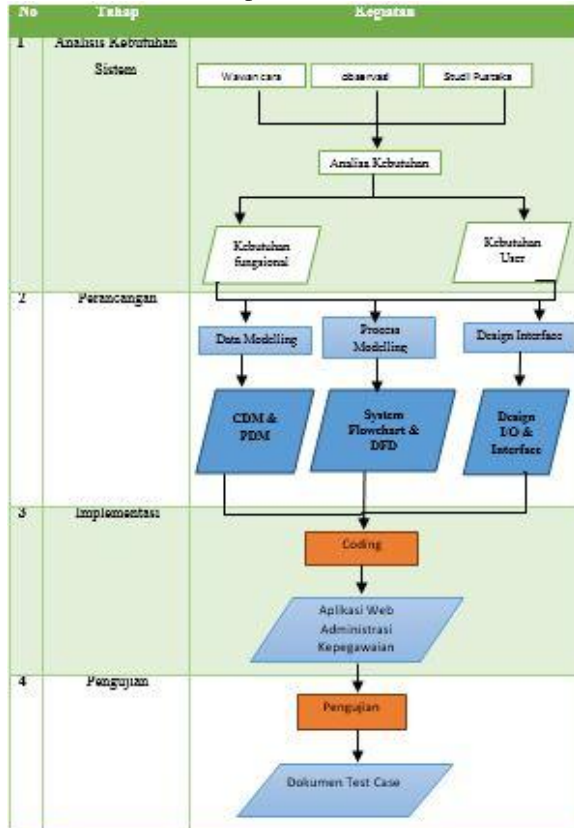 No Tahap Kegiatan
1 Analisis Kebutuhan
Sistem
Wawan cara
observasi
Studi Pustaka
Analisa Kebutuhan
Kebutuhan
fungsional
Kebutuhan
User
2 Perancangan
Data Modelling
Process
Modelling
Design Interface
CDM &
PDM
System
Flowchart &
DFD
Design
I/O &
Interface
3 Implementasi
Coding
Aplikasi Web
Administrasi
Kepegawaian
4 Pengujian
Pengujian
Dokumen Test Case